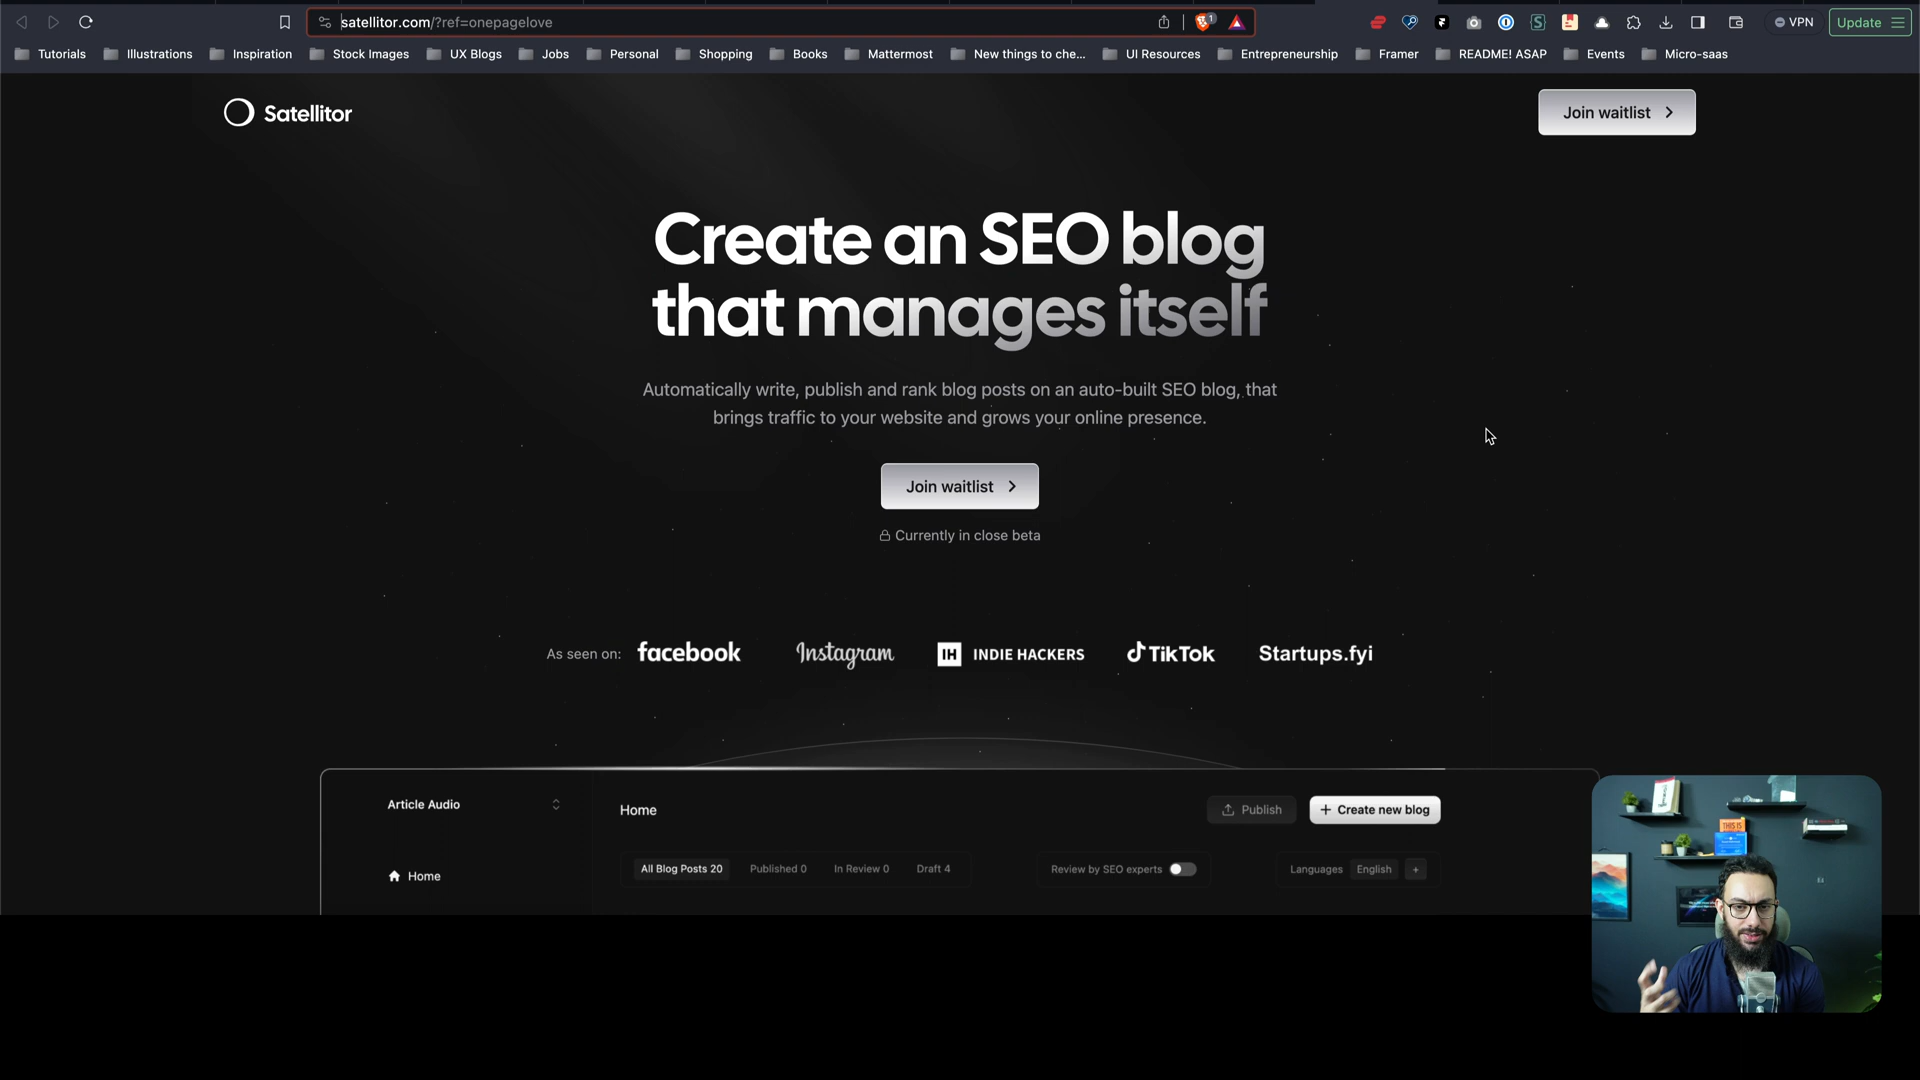 satellitor.com/?ref=onepagelove
1
VPN
Update
Tutorials
Illustrations
Inspiration
Stock Images
UX Blogs
Jobs
Personal
Shopping
Books
Mattermost
New things to che...
UI Resources
Entrepreneurship
Framer
README! ASAP
Events
Micro-saas
Satellitor
Join waitlist
Create an SEO blog
that manages itself
Automatically write, publish and rank blog posts on an auto-built SEO blog, that
brings traffic to your website and grows your online presence.
Join waitlist
Currently in close beta
As seen on:
facebook
Instagram
IH INDIE HACKERS
TikTok
Startups.fyi
Article Audio
Home
Publish
+ Create new blog
Home
All Blog Posts 20
Published 0
In Review 0
Draft 4
Review by SEO experts
Languages
English
+
THIS IS